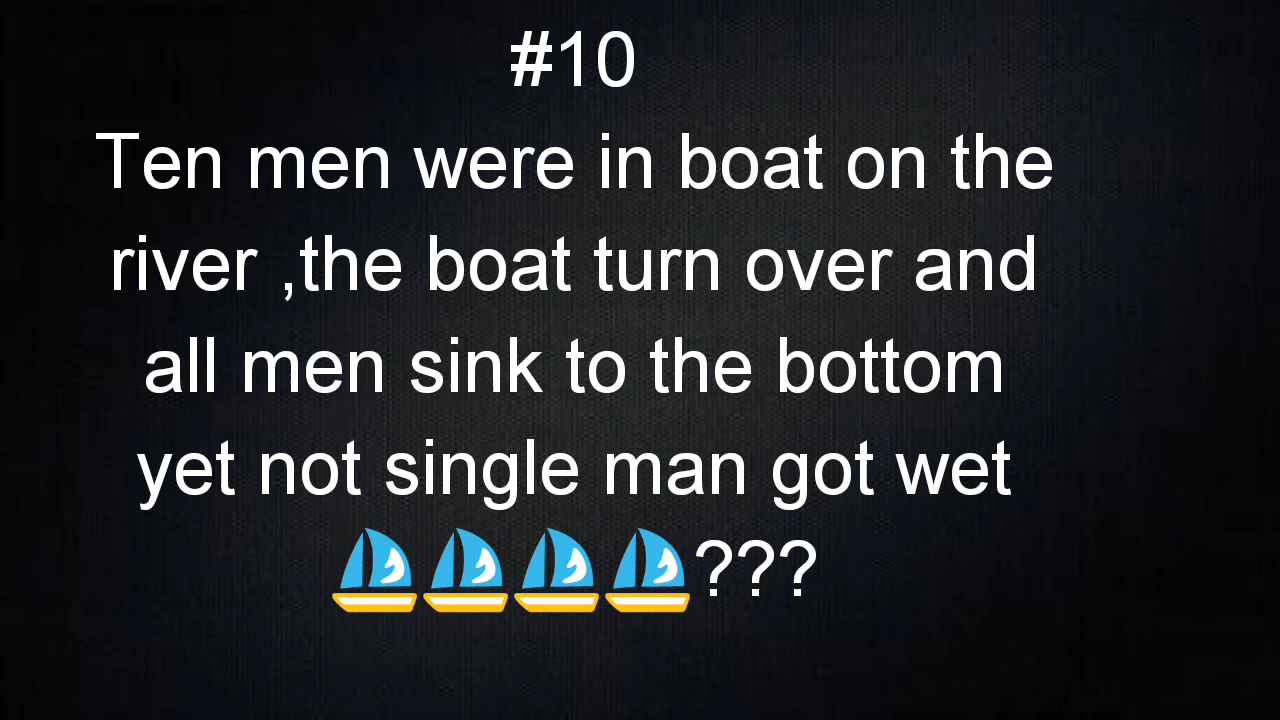 #10
Ten men were in boat on the
river ,the boat turn over and
all men sink to the bottom
yet not single man got wet
⛵⛵⛵⛵???